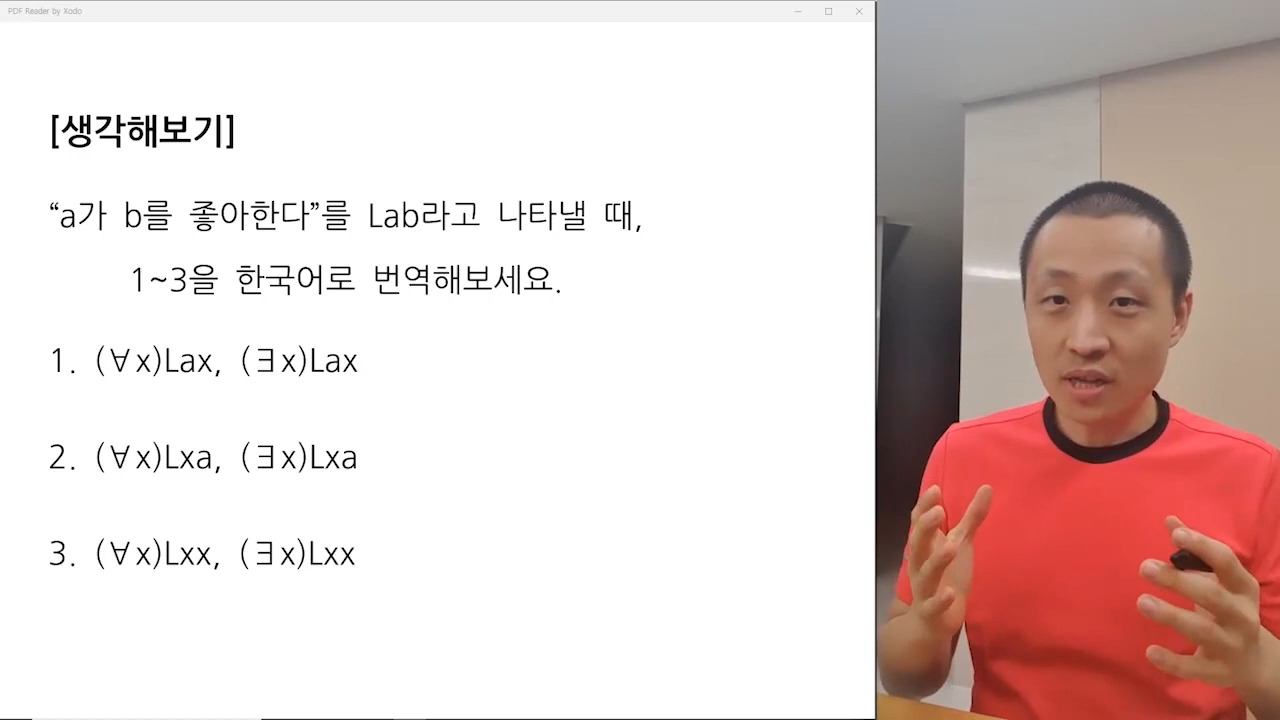 PDF Reader by Xodo
[생각해보기]
“a가 b를 좋아한다”를 Lab라고 나타낼 때,
1~3을 한국어로 번역해보세요.
1. (∀x)Lax, (∃x)Lax
2. (∀x)Lxa, (∃x)Lxa
3. (∀x)Lxx, (∃x)Lxx